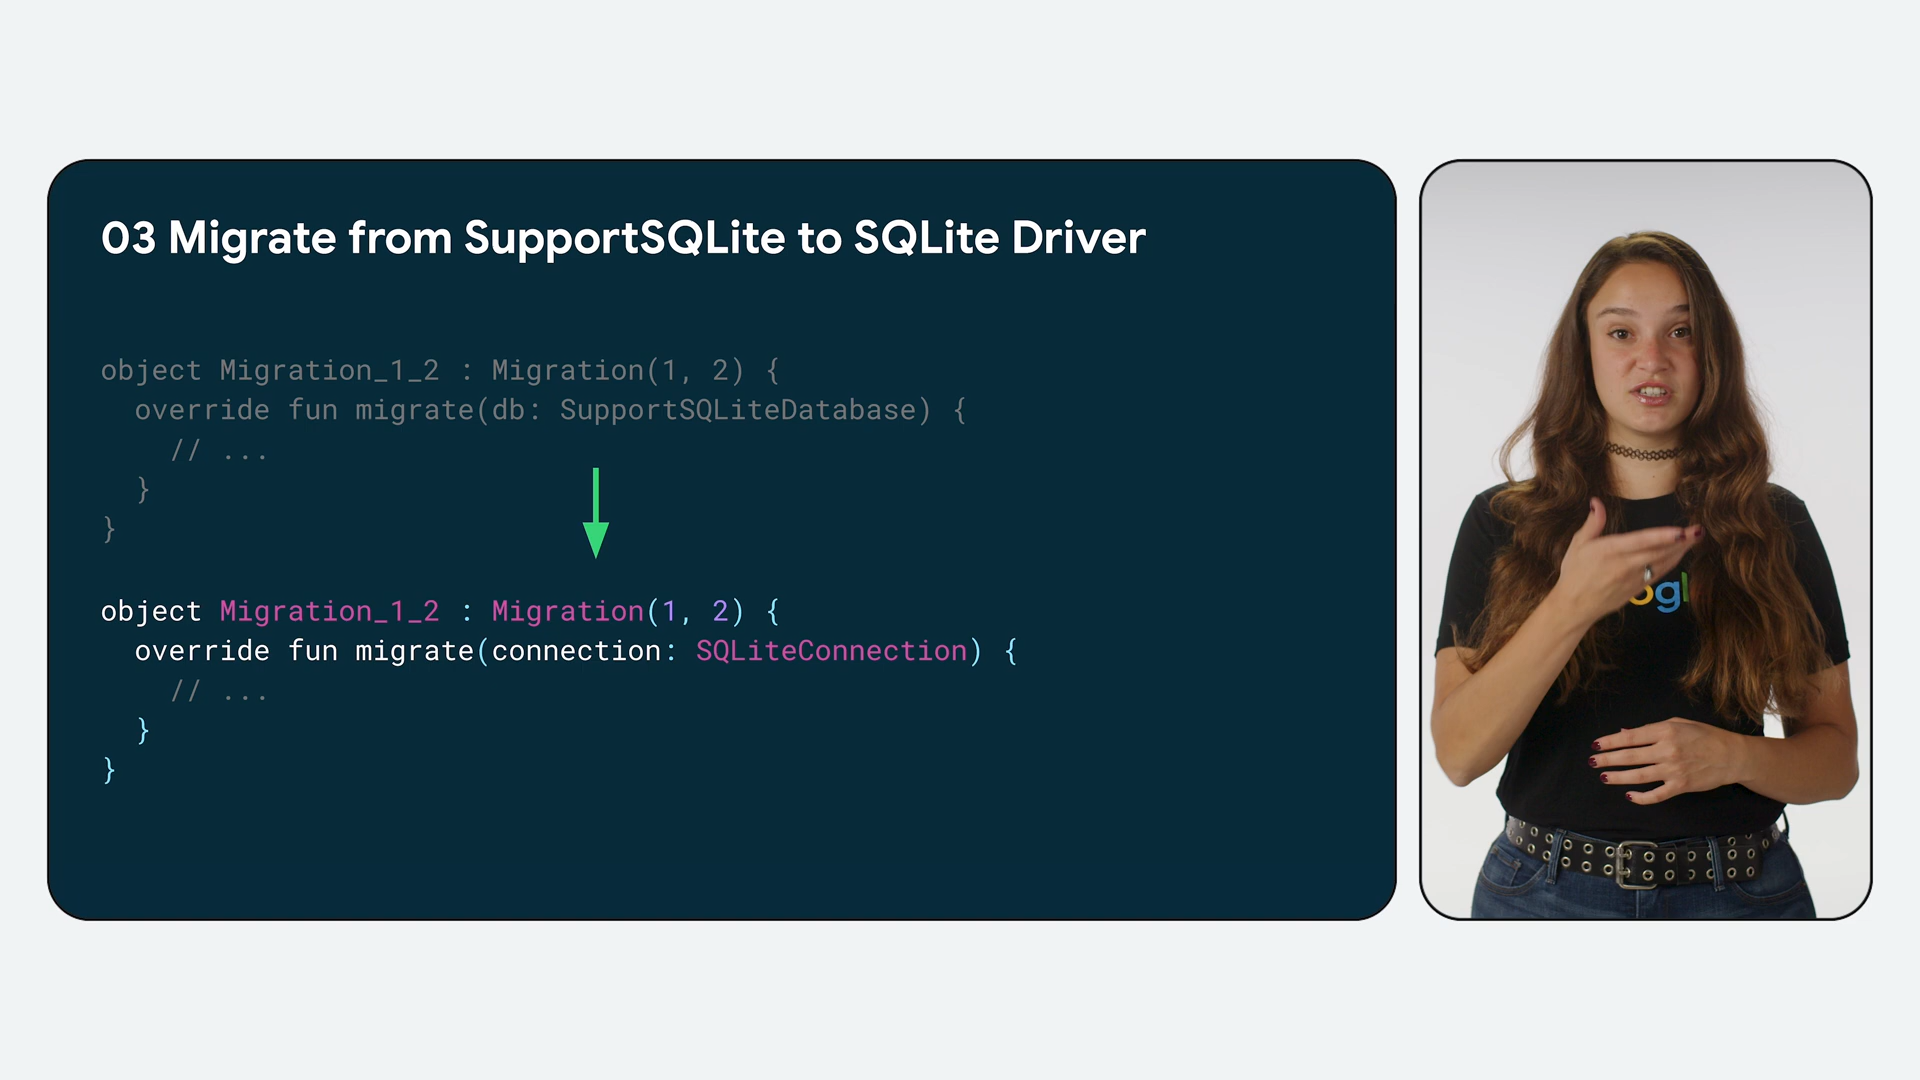 03 Migrate from SupportSQLite to SQLite Driver
object Migration_1_2 : Migration(1, 2) {
override fun migrate(db: SupportSQLiteDatabase) {
// ...
}
}
object Migration_1_2 : Migration(1, 2) {
override fun migrate(connection: SQLiteConnection) {
// ...
}
}